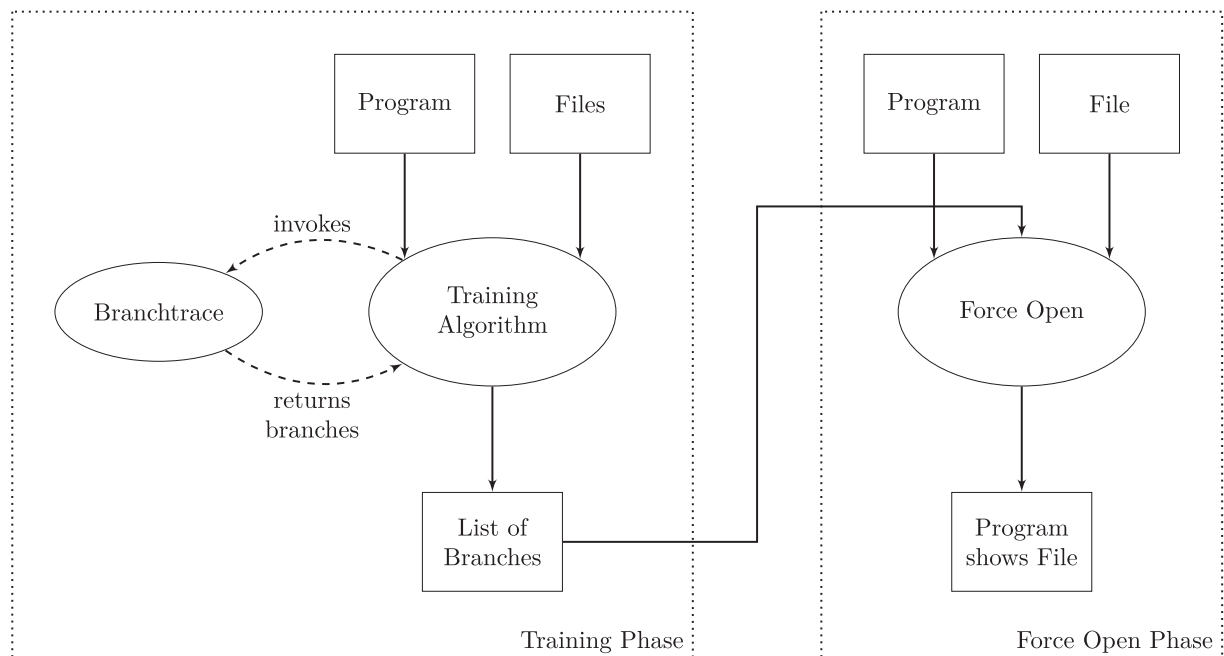 Program
Files
invokes
Branchtrace
Training
Algorithm
returns
branches
List of
Branches
Training Phase
Program
File
Force Open
Program
shows File
Force Open Phase